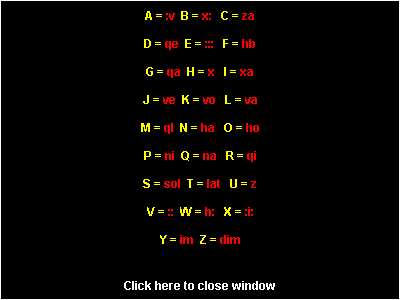 A = :v B = x: C = za
D = qe E = ::: F = hb
G = qa H = x I = xa
J = ve K = vo L = va
M = ql N = ha O = ho
P = ni Q = na R = qi
S = sol T = lat U = z
V = :: W = h: X = :i:
Y = im Z = dim
Click here to close window